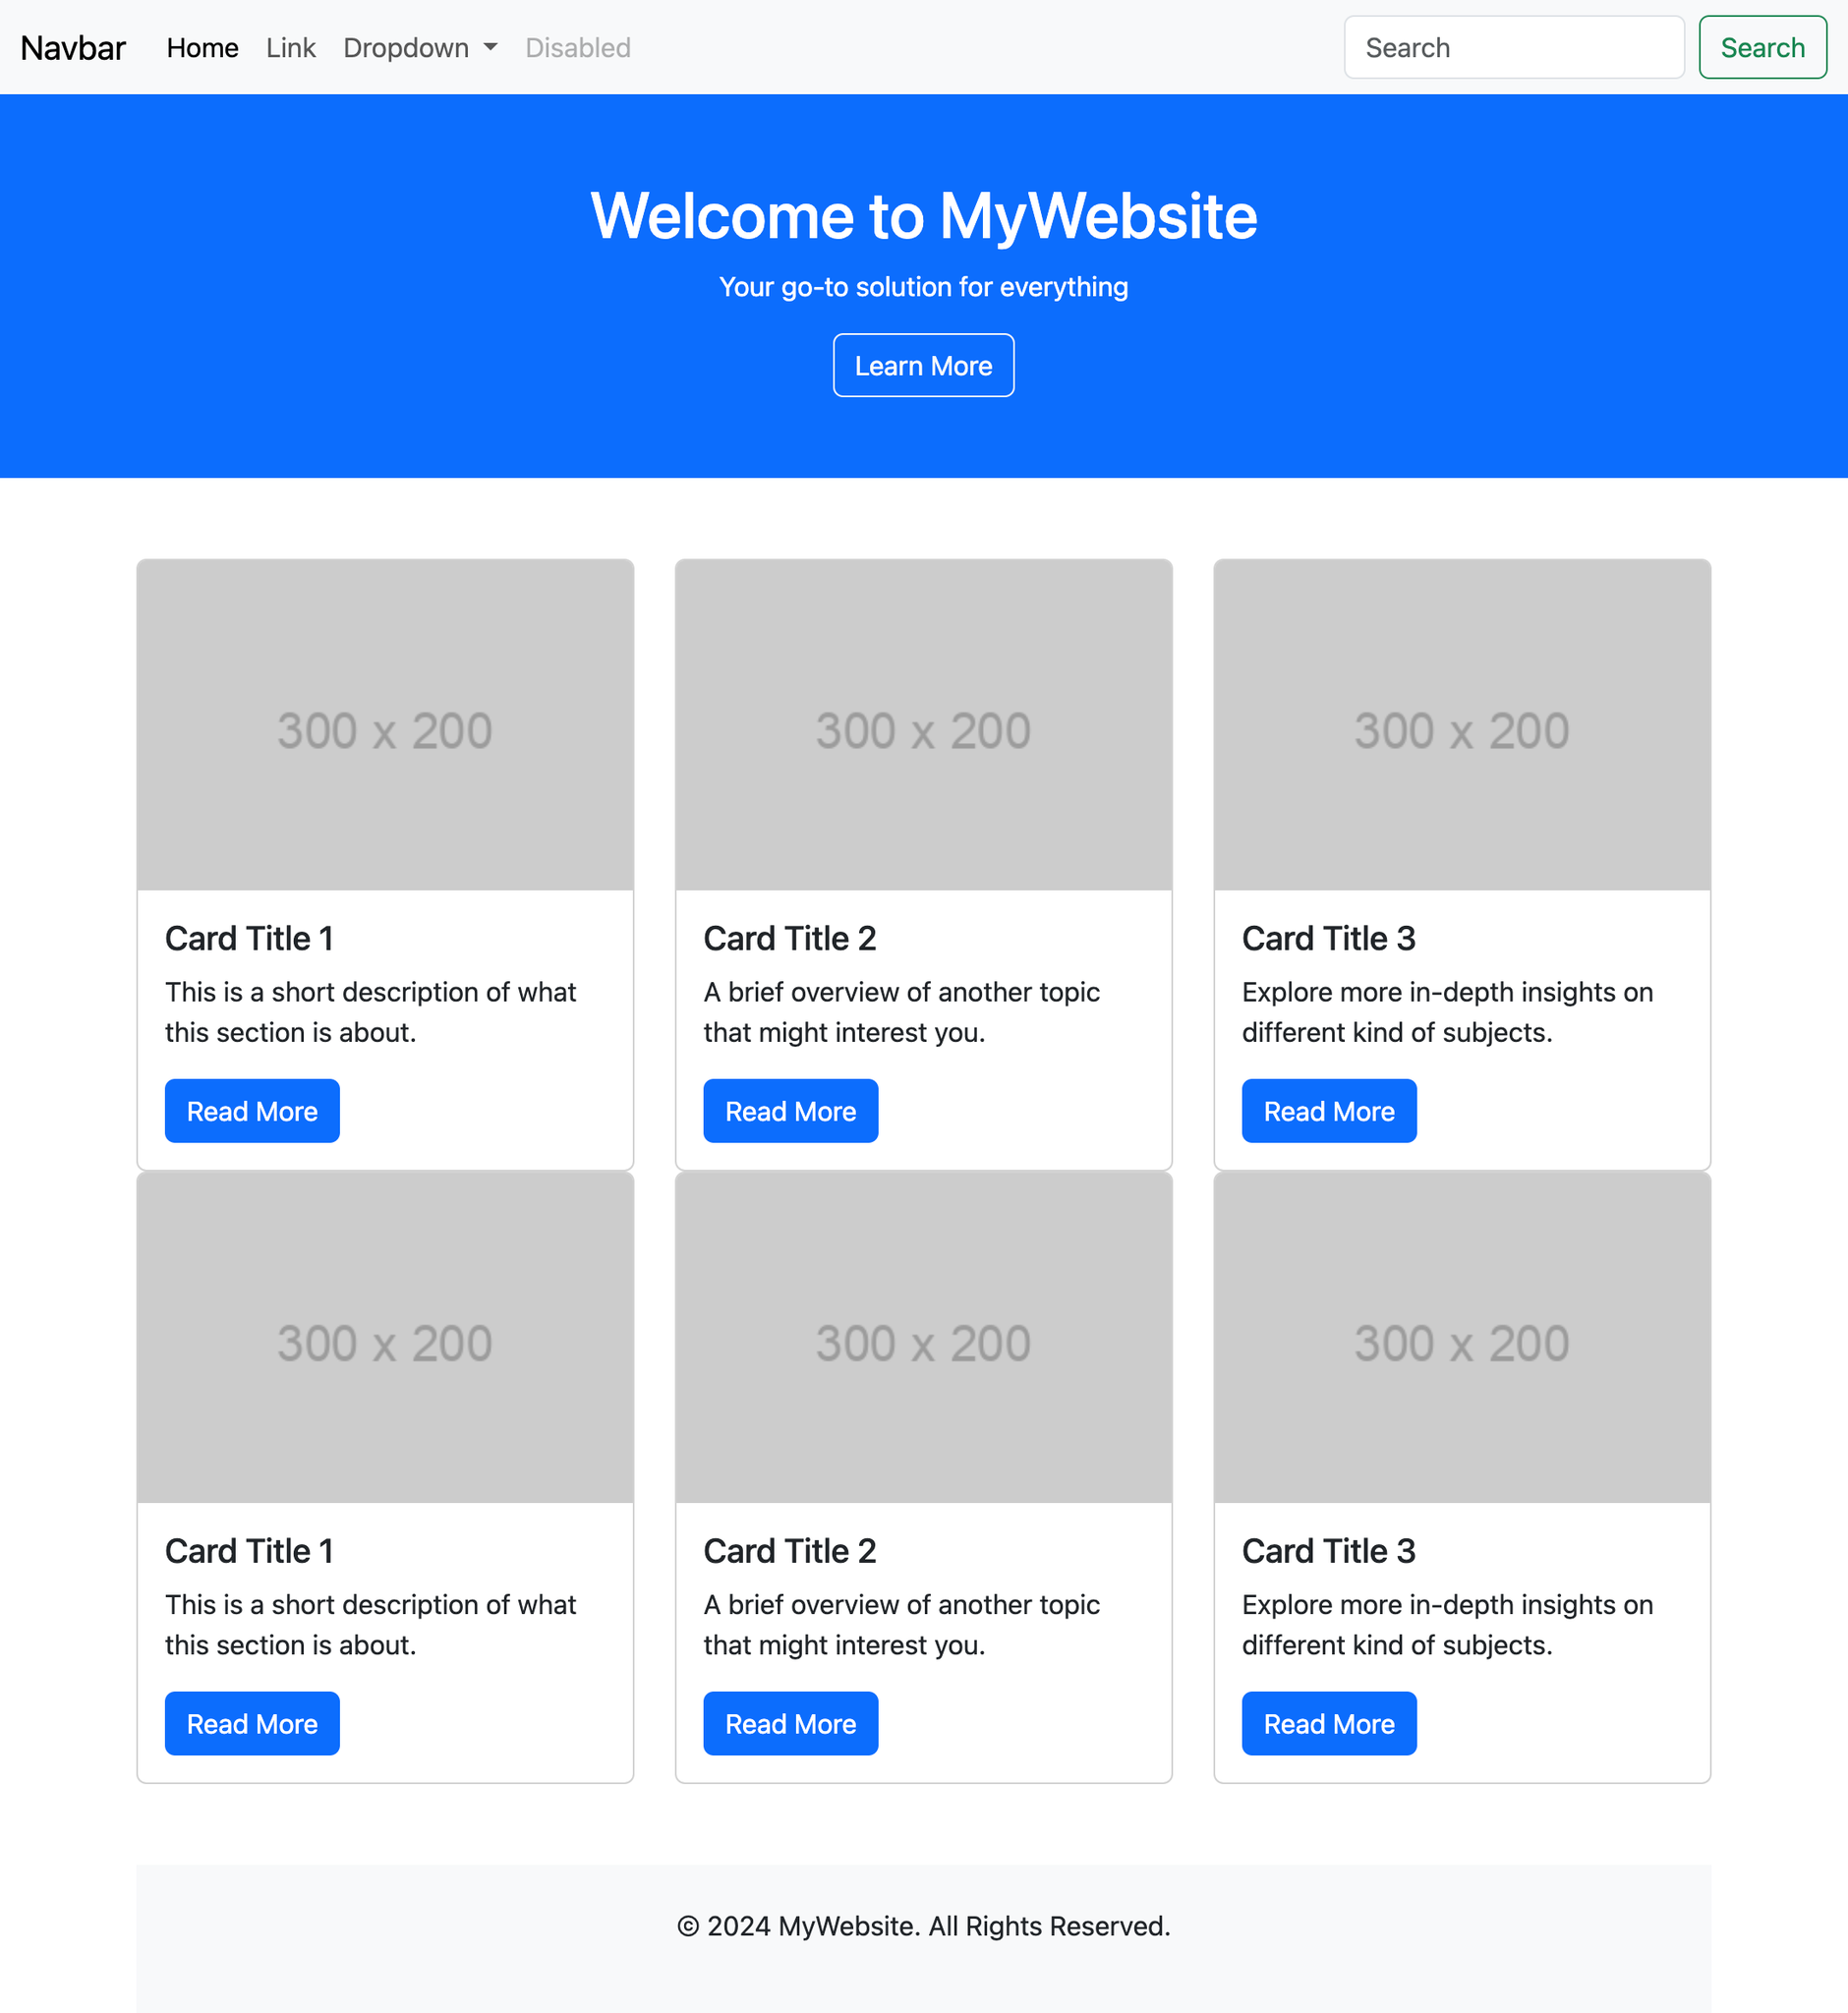 Navbar Home Link Dropdown Disabled Search Search
Welcome to MyWebsite
Your go-to solution for everything
Learn More
300 x 200
300 x 200
300 x 200
Card Title 1
This is a short description of what
this section is about.
Read More
Card Title 2
A brief overview of another topic
that might interest you.
Read More
Card Title 3
Explore more in-depth insights on
different kind of subjects.
Read More
300 x 200
300 x 200
300 x 200
Card Title 1
This is a short description of what
this section is about.
Read More
Card Title 2
A brief overview of another topic
that might interest you.
Read More
Card Title 3
Explore more in-depth insights on
different kind of subjects.
Read More
© 2024 MyWebsite. All Rights Reserved.